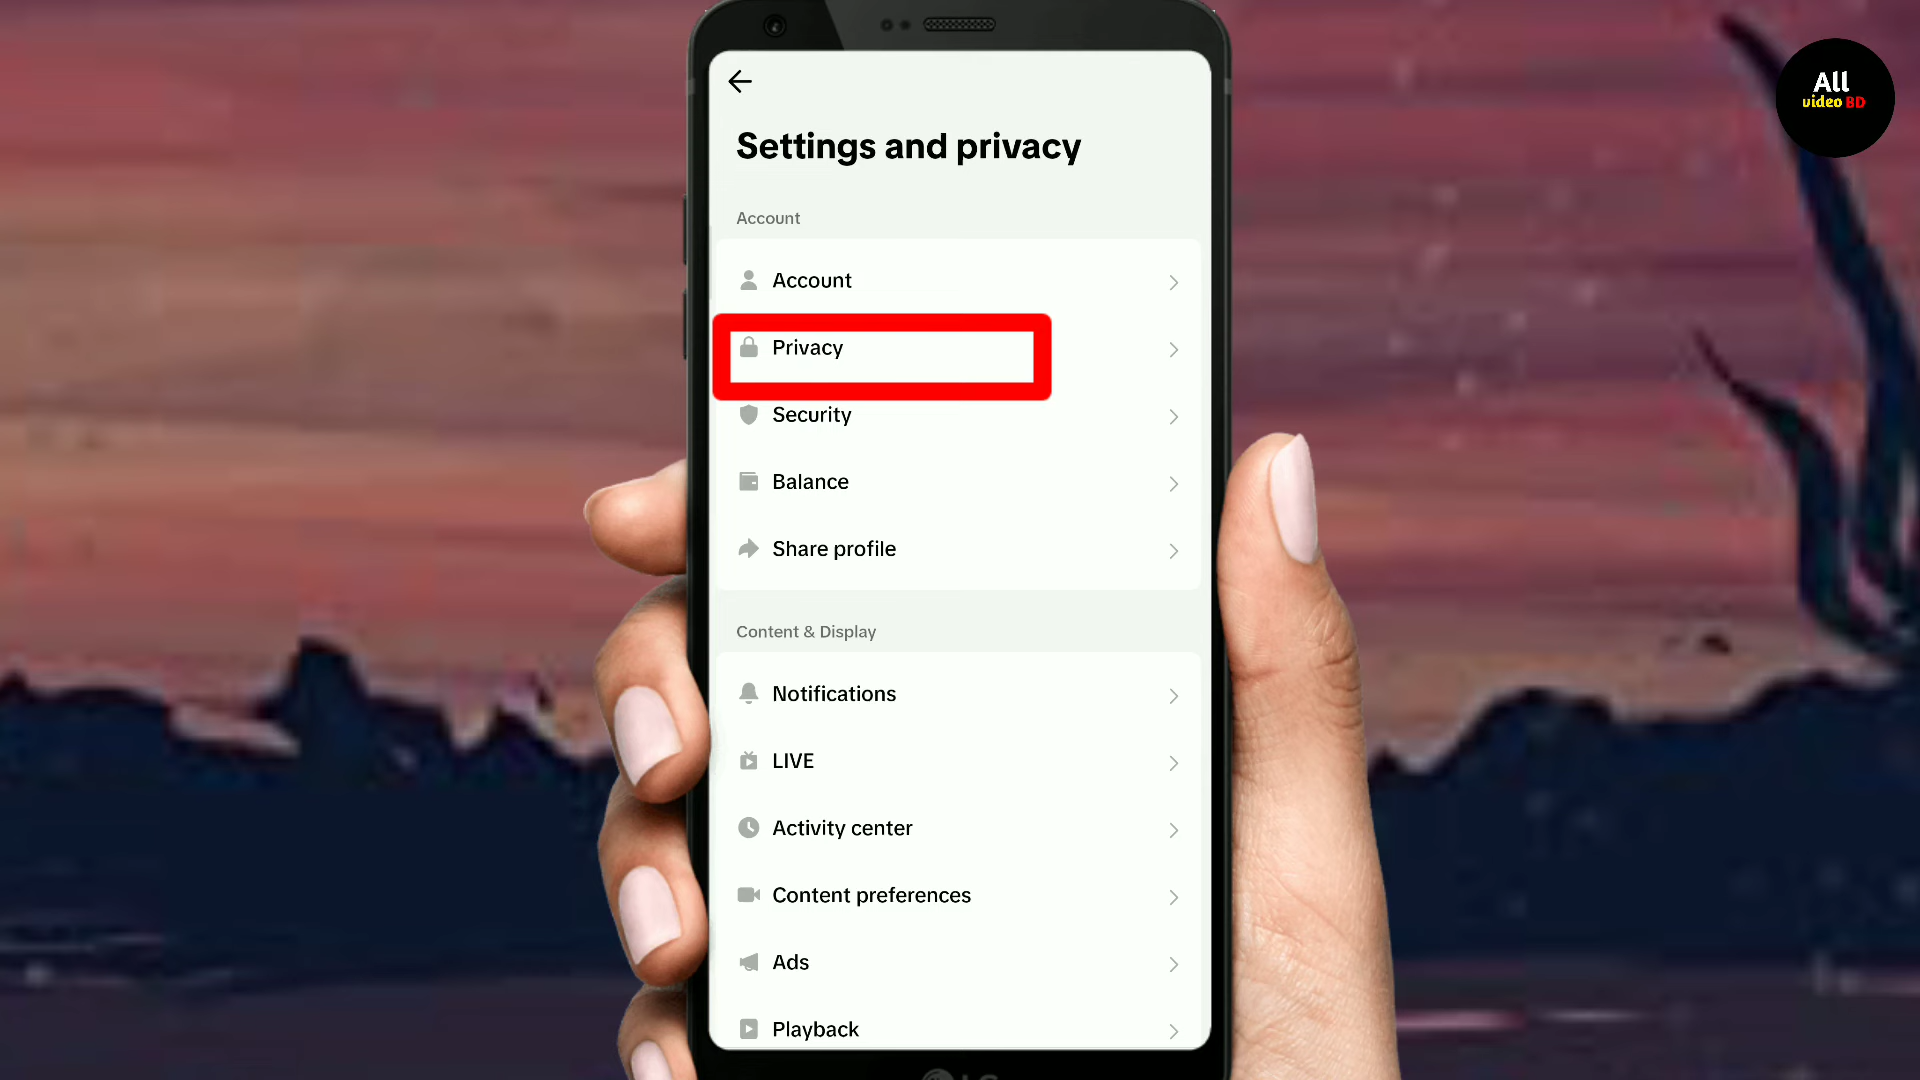 All
video BD
Settings and privacy
Account
Account
Privacy
Security
Balance
Share profile
Content & Display
Notifications
LIVE
Activity center
Content preferences
Ads
Playback
LG